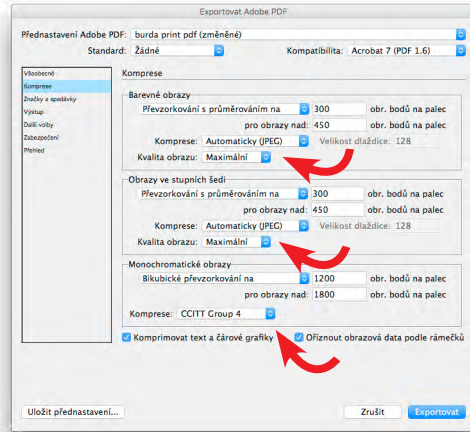 Exportovat Adobe PDF
Přednastavení Adobe PDF: burda print pdf (změněné)
Standard: Žádné Kompatibilita: Acrobat 7 (PDF 1.6)
Všeobecné
Komprese
Značky a spadávky
Výstup
Další volby
Zabezpečení
Přehled
Komprese
Barevné obrazy
Převzorkování s průměrováním na 300 obr. bodů na palec
pro obrazy nad: 450 obr. bodů na palec
Komprese: Automaticky (JPEG) Velikost dlaždice: 128
Kvalita obrazu: Maximální
Obrazy ve stupních šedi
Převzorkování s průměrováním na 300 obr. bodů na palec
pro obrazy nad: 450 obr. bodů na palec
Komprese: Automaticky (JPEG) Velikost dlaždice: 128
Kvalita obrazu: Maximální
Monochromatické obrazy
Bikubické převzorkování na 1200 obr. bodů na palec
pro obrazy nad: 1800 obr. bodů na palec
Komprese: CCITT Group 4
Komprimovat text a čárové grafiky Oříznout obrazová data podle rámečků
Uložit přednastavení... Zrušit Exportovat